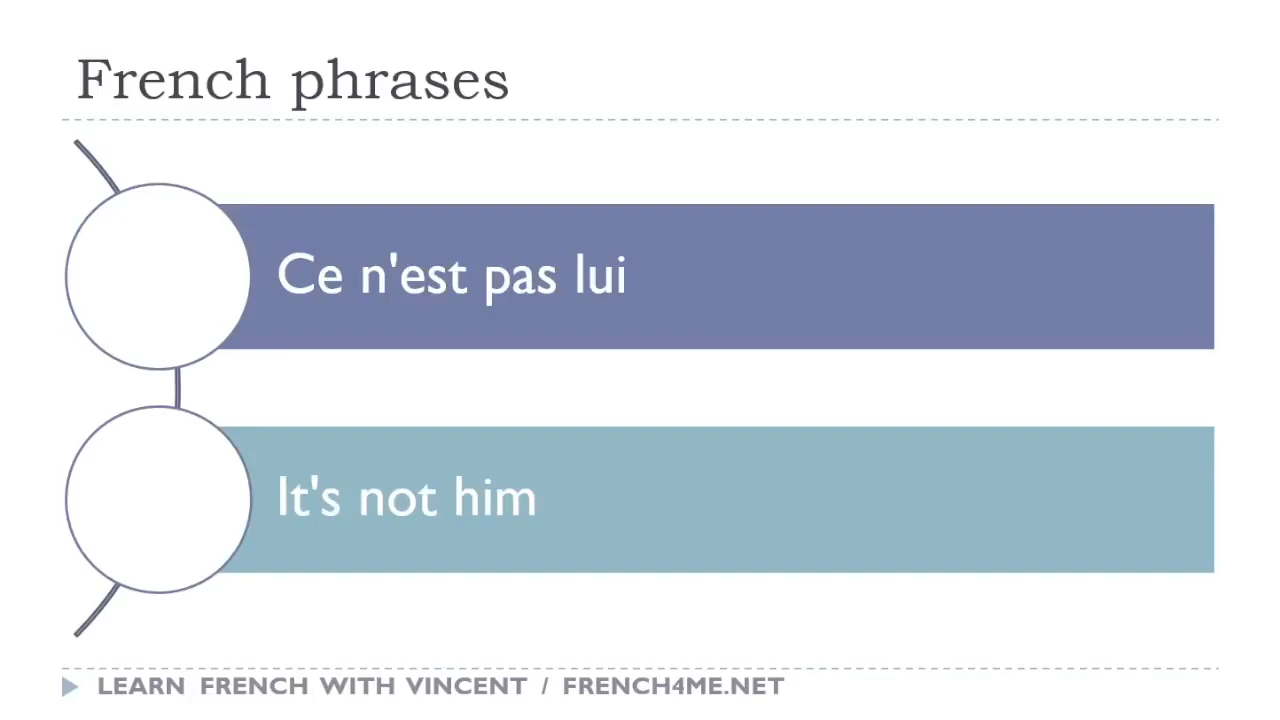 French phrases
Ce n'est pas lui
It's not him
LEARN FRENCH WITH VINCENT / FRENCH4ME.NET